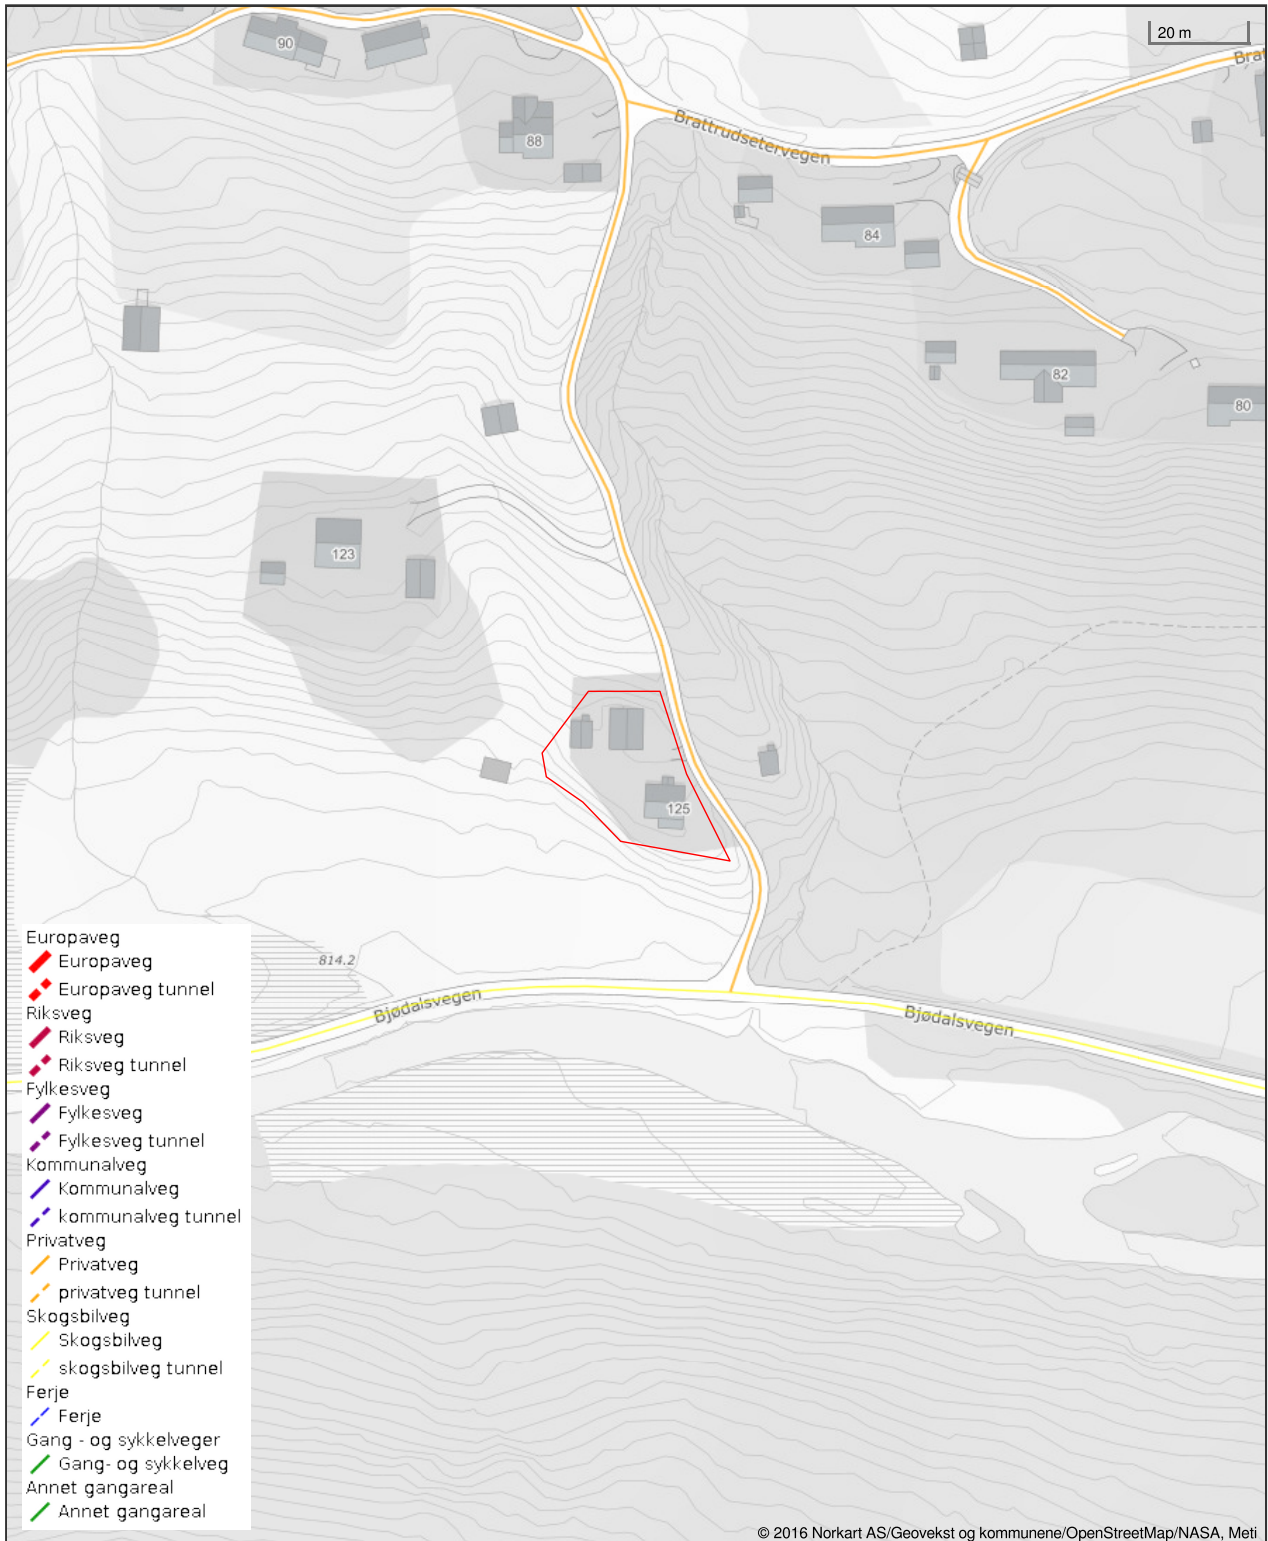 20 m
Brat
90
88
Brattrudsetervegen
84
82
80
123
125
814.2
Bjødalsvegen
Bjødalsvegen
Europaveg
Europaveg
Europaveg tunnel
Riksveg
Riksveg
Riksveg tunnel
Fylkesveg
Fylkesveg
Fylkesveg tunnel
Kommunalveg
Kommunalveg
kommunalveg tunnel
Privatveg
Privatveg
privatveg tunnel
Skogsbilveg
Skogsbilveg
skogsbilveg tunnel
Ferje
Ferje
Gang - og sykkelveger
Gang- og sykkelveg
Annet gangareal
Annet gangareal
© 2016 Norkart AS/Geovekst og kommunene/OpenStreetMap/NASA, Meti